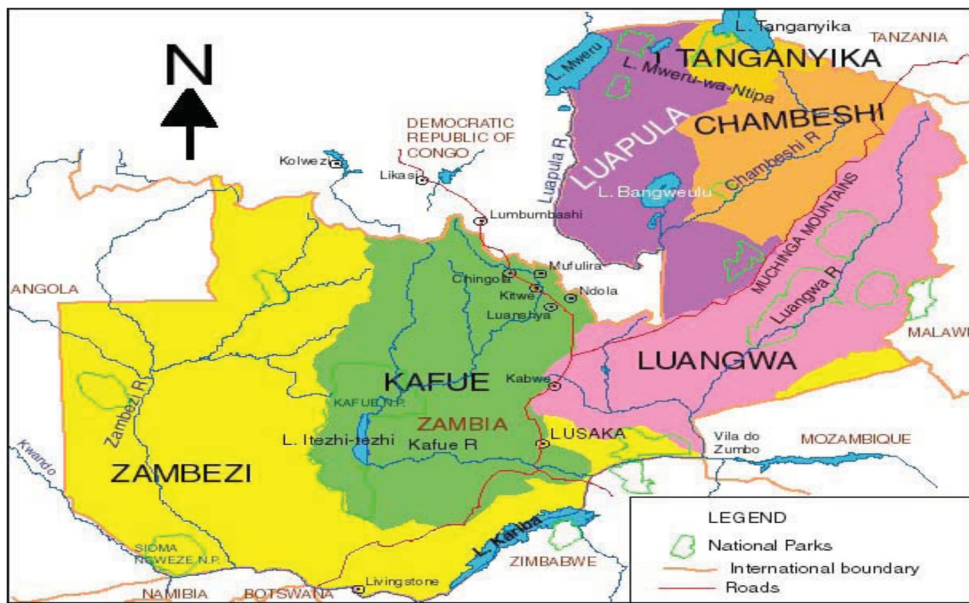 L. Tanganyika
TANZANIA
N
L. Mweru
TANGANYIKA
L. Mweru-wa-Ntipa
DEMOCRATIC
REPUBLIC OF
CONGO
CHAMBESHI
LUAPULA
Luapula R
Chambeshi R
Kolwezi
Likasi
L. Bangweulu
Lumbumbashi
MUCHINGA MOUNTAINS
Mufulira
Chingola
Kitwe
Ndola
Luanshya
Luangwa R
ANGOLA
MALAWI
LUANGWA
KAFUE
Kabwe
KAFUE N.P.
Zambezi R
ZAMBIA
LUSAKA
L. Itezhi-tezhi
Kafue R
Vila do
Zumbo
MOZAMBIQUE
Kwando
ZAMBEZI
LEGEND
L. Kariba
National Parks
SIOMA
NGWEZE N.P.
ZIMBABWE
International boundary
Livingstone
Roads
NAMIBIA
BOTSWANA